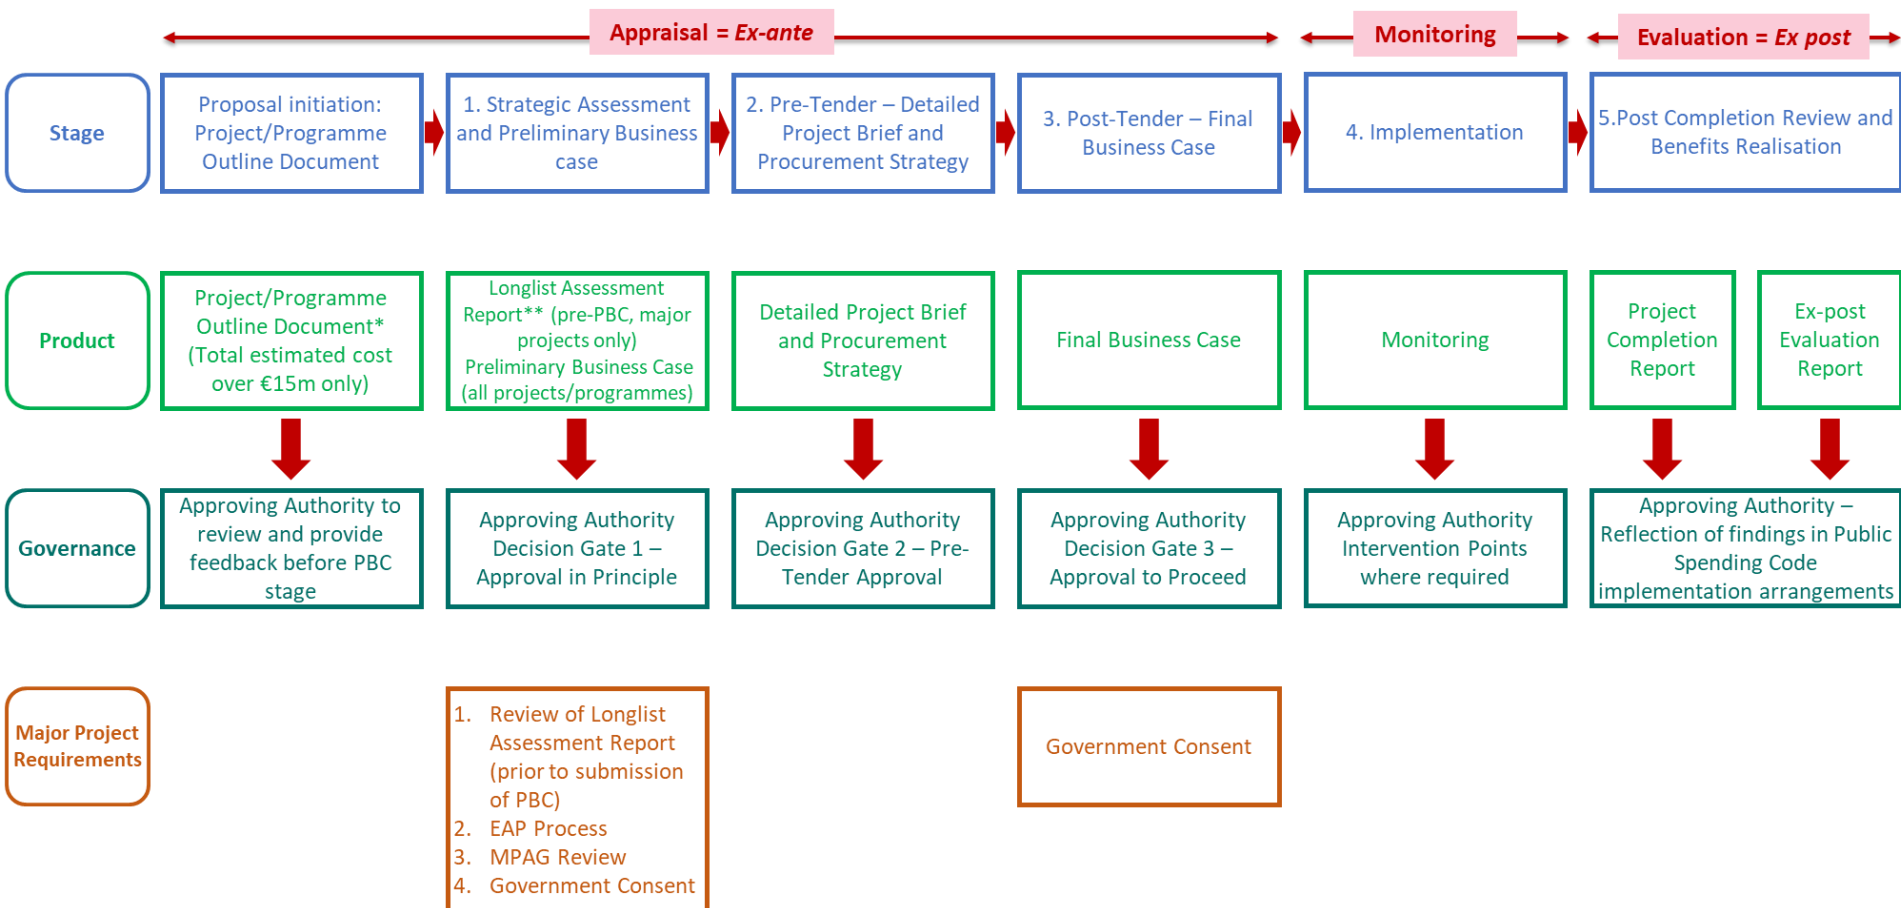 Appraisal = Ex-ante
Monitoring
Evaluation = Ex post
Stage
Proposal initiation:
Project/Programme
Outline Document
1. Strategic Assessment
and Preliminary Business
case
2. Pre-Tender – Detailed
Project Brief and
Procurement Strategy
3. Post-Tender – Final
Business Case
4. Implementation
5.Post Completion Review and
Benefits Realisation
Product
Project/Programme
Outline Document*
(Total estimated cost
over €15m only)
Longlist Assessment
Report** (pre-PBC, major
projects only)
Preliminary Business Case
(all projects/programmes)
Detailed Project Brief
and Procurement
Strategy
Final Business Case
Monitoring
Project
Completion
Report
Ex-post
Evaluation
Report
Governance
Approving Authority to
review and provide
feedback before PBC
stage
Approving Authority
Decision Gate 1 –
Approval in Principle
Approving Authority
Decision Gate 2 – Pre-
Tender Approval
Approving Authority
Decision Gate 3 –
Approval to Proceed
Approving Authority
Intervention Points
where required
Approving Authority –
Reflection of findings in Public
Spending Code
implementation arrangements
Major Project
Requirements
1. Review of Longlist
Assessment Report
(prior to submission
of PBC)
2. EAP Process
3. MPAG Review
4. Government Consent
Government Consent